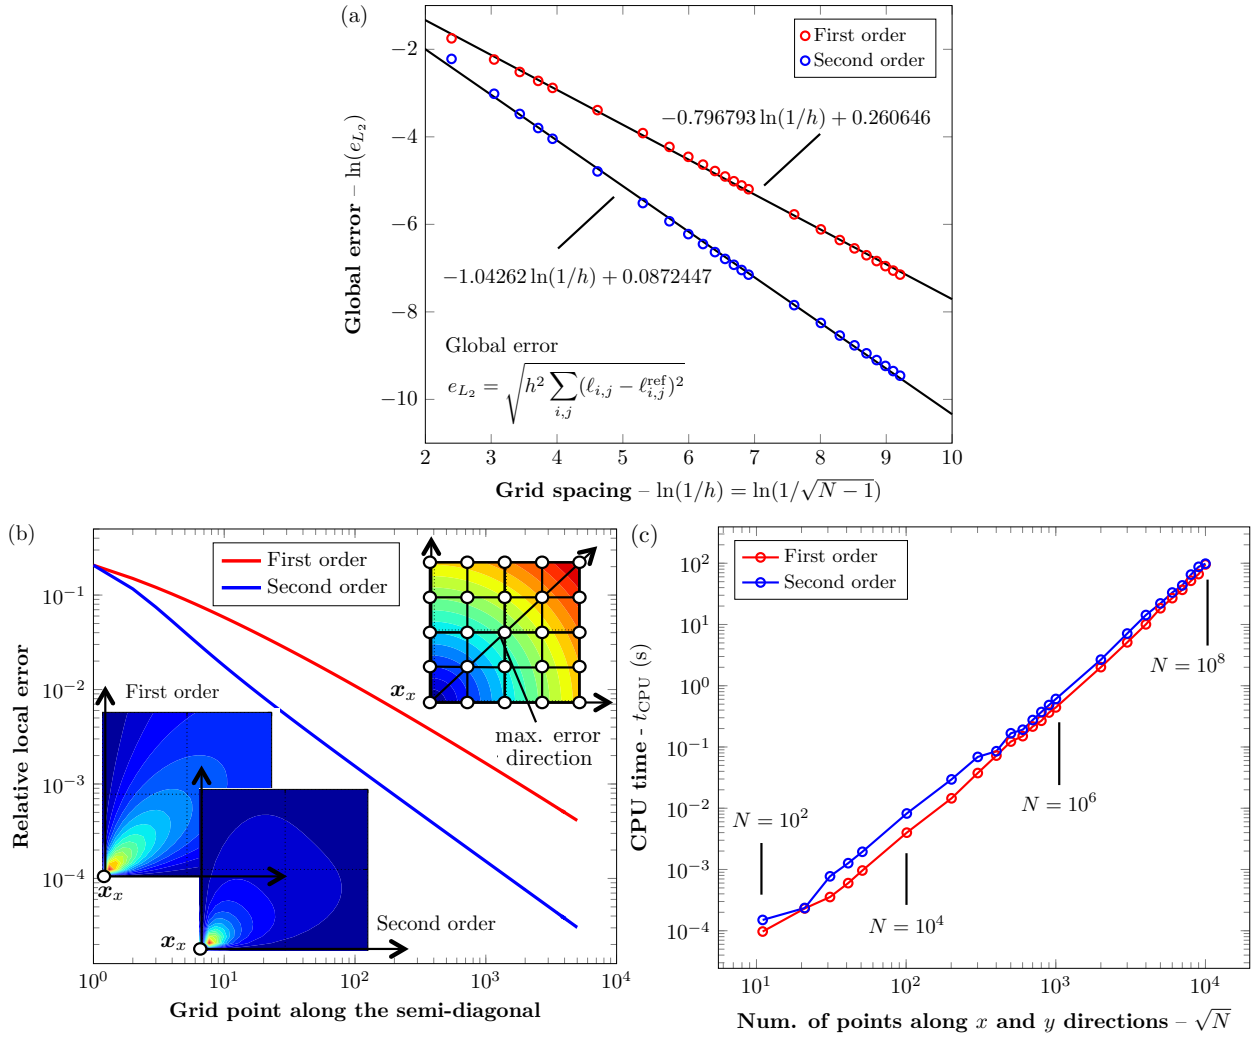 (a)
−2
−4
−6
−8
−10
2 3 4 5 6 7 8 9 10
Global error – ln(e_{L_2})
Grid spacing – ln(1/h) = ln(1/√(N − 1))
First order
Second order
−0.796793 ln(1/h) + 0.260646
−1.04262 ln(1/h) + 0.0872447
Global error
e_{L_2} = √(h^2 ∑_{i,j} (ℓ_{i,j} − ℓ_{i,j}^{ref})^2)
(b)
10^{−1}
10^{−2}
10^{−3}
10^{−4}
10^0 10^1 10^2 10^3 10^4
Relative local error
Grid point along the semi-diagonal
First order
Second order
x_x
max. error
direction
First order
x_x
Second order
x_x
(c)
10^2
10^1
10^0
10^{−1}
10^{−2}
10^{−3}
10^{−4}
10^1 10^2 10^3 10^4
CPU time - t_{CPU} (s)
Num. of points along x and y directions – √N
First order
Second order
N = 10^8
N = 10^6
N = 10^2
N = 10^4